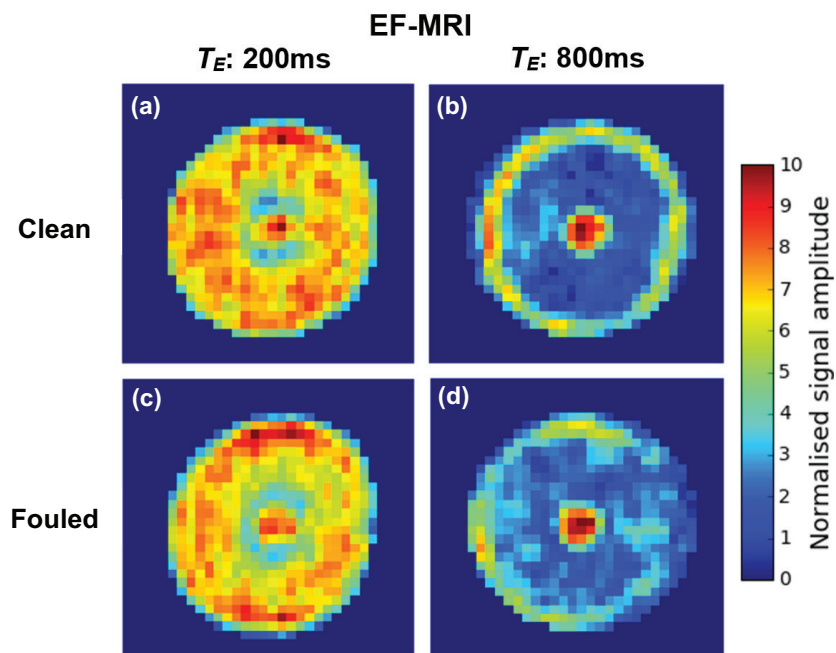 EF-MRI
TE: 200ms
TE: 800ms
(a)
(b)
Clean
(c)
(d)
Fouled
10
9
8
7
6
5
4
3
2
1
0
Normalised signal amplitude